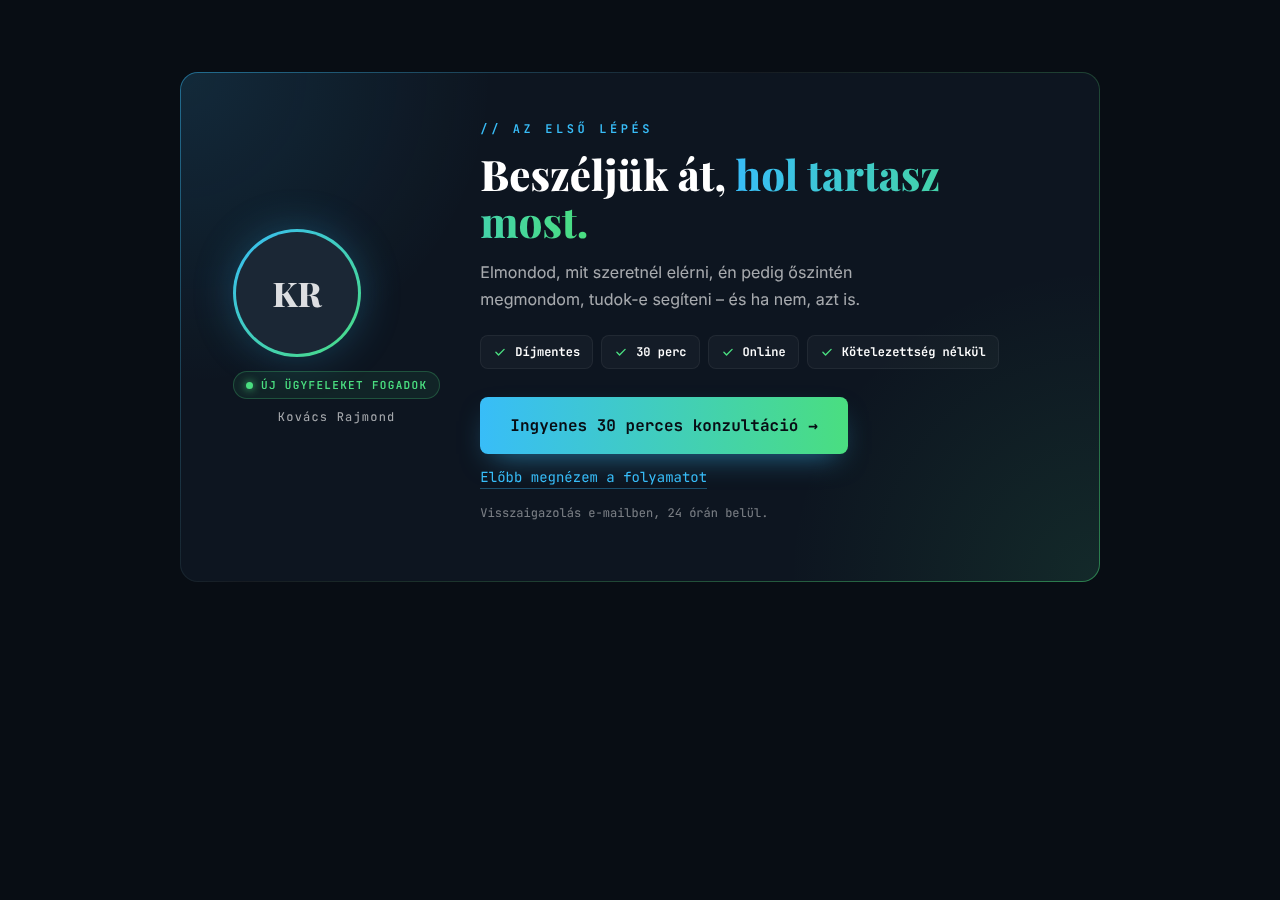 KR
ÚJ ÜGYFELEKET FOGADOK
Kovács Rajmond
// AZ ELSŐ LÉPÉS
Beszéljük át, hol tartasz
most.
Elmondod, mit szeretnél elérni, én pedig őszintén
megmondom, tudok-e segíteni – és ha nem, azt is.
✓ Díjmentes ✓ 30 perc ✓ Online ✓ Kötelezettség nélkül
Ingyenes 30 perces konzultáció →
Előbb megnézem a folyamatot
Visszaigazolás e-mailben, 24 órán belül.